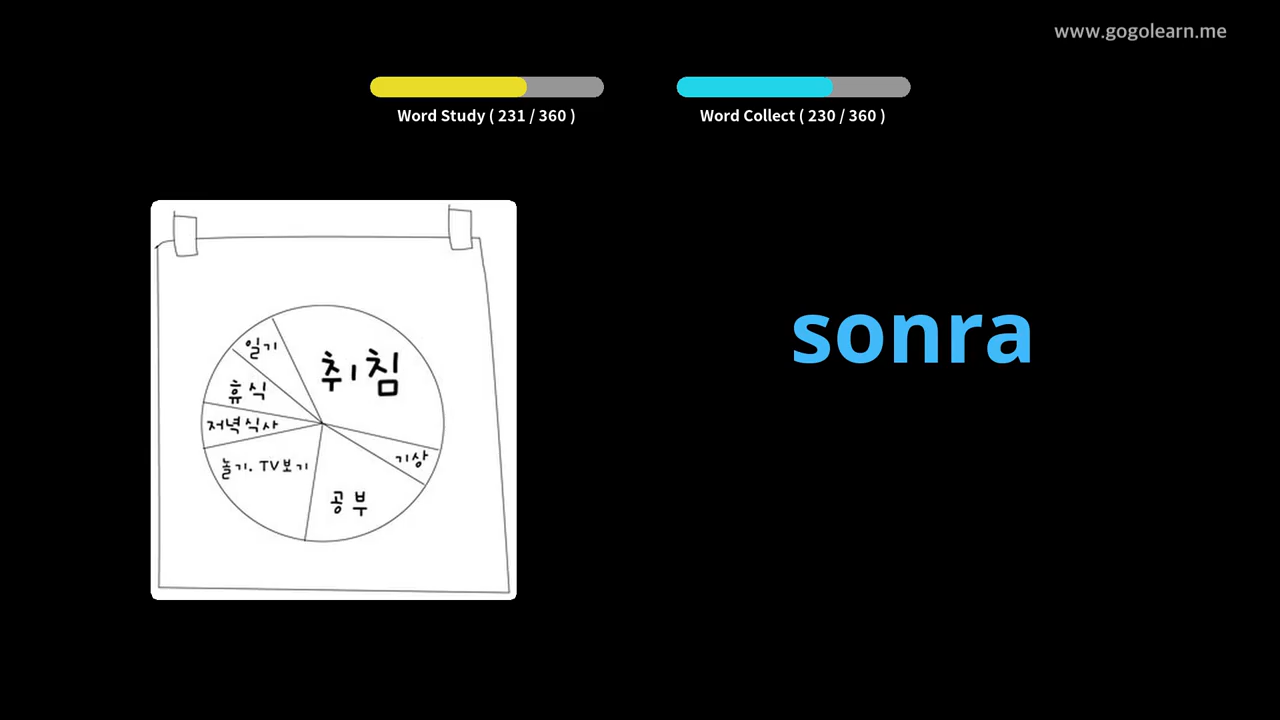 www.gogolearn.me
Word Study ( 231 / 360 )
Word Collect ( 230 / 360 )
일기
취침
휴식
저녁식사
놀기. TV보기
기상
공부
sonra